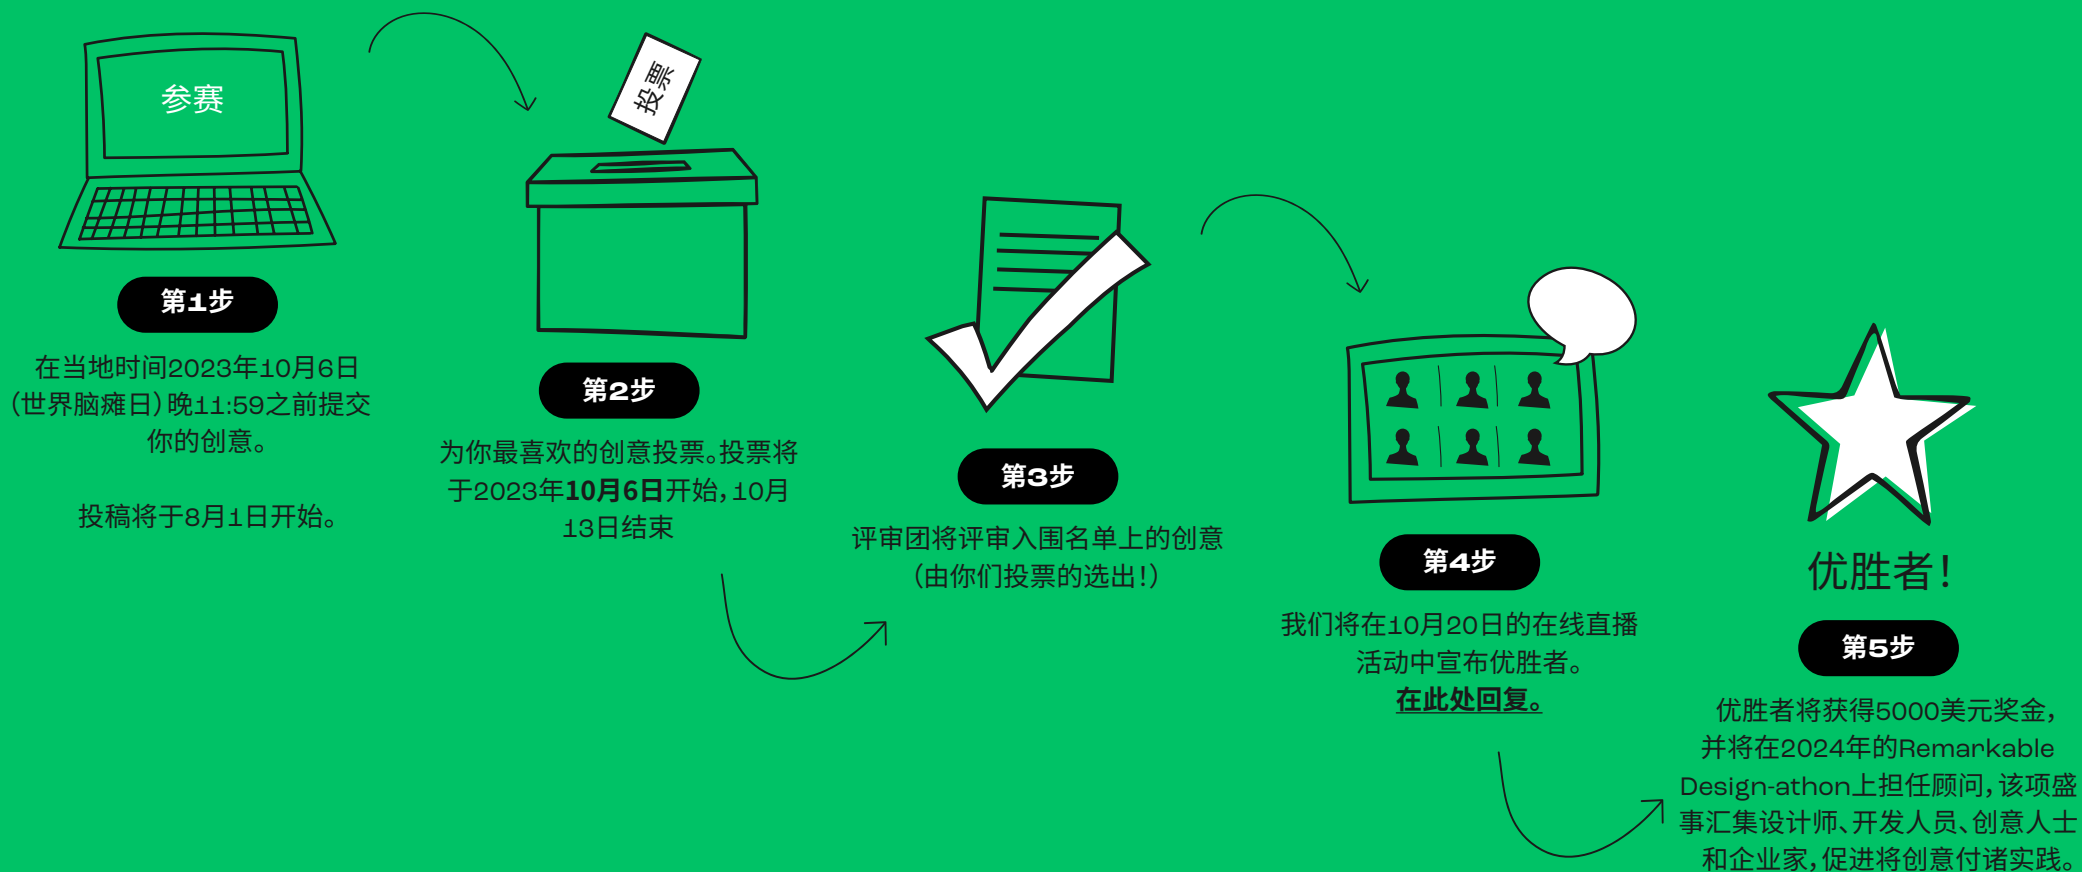 参赛
第1步
在当地时间2023年10月6日
（世界脑瘫日）晚11:59之前提交
你的创意。
投稿将于8月1日开始。
投票
第2步
为你最喜欢的创意投票。投票将
于2023年10月6日开始，10月
13日结束
第3步
评审团将评审入围名单上的创意
（由你们投票的选出！）
第4步
我们将在10月20日的在线直播
活动中宣布优胜者。
在此处回复。
优胜者！
第5步
优胜者将获得5000美元奖金，
并将在2024年的Remarkable
Design-athon上担任顾问，该项盛
事汇集设计师、开发人员、创意人士
和企业家，促进将创意付诸实践。